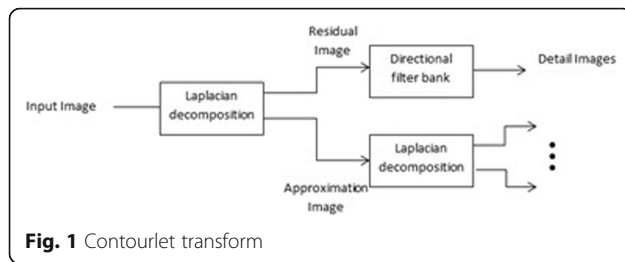 Residual
Image
Directional
filter bank
Detail Images
Input Image
Laplacian
decomposition
Laplacian
decomposition
Approximation
Image
Fig. 1 Contourlet transform